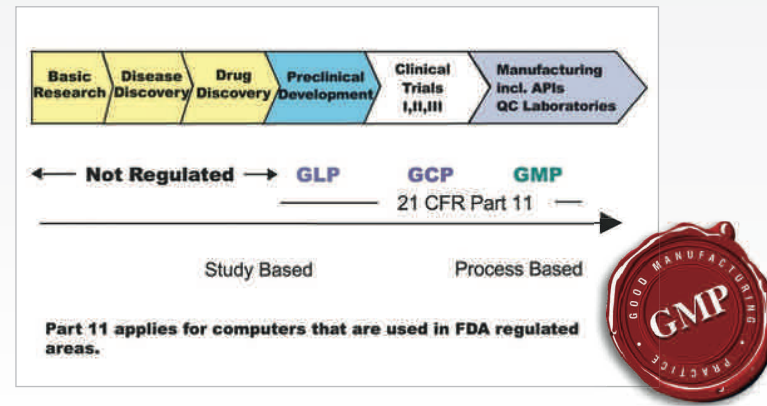 Basic
Research
Disease
Discovery
Drug
Discovery
Preclinical
Development
Clinical
Trials
I,II,III
Manufacturing
incl. APIs
QC Laboratories
Not Regulated
GLP
GCP
GMP
21 CFR Part 11
Study Based
Process Based
Part 11 applies for computers that are used in FDA regulated
areas.
GOOD MANUFACTURING
GMP
PRACTICE